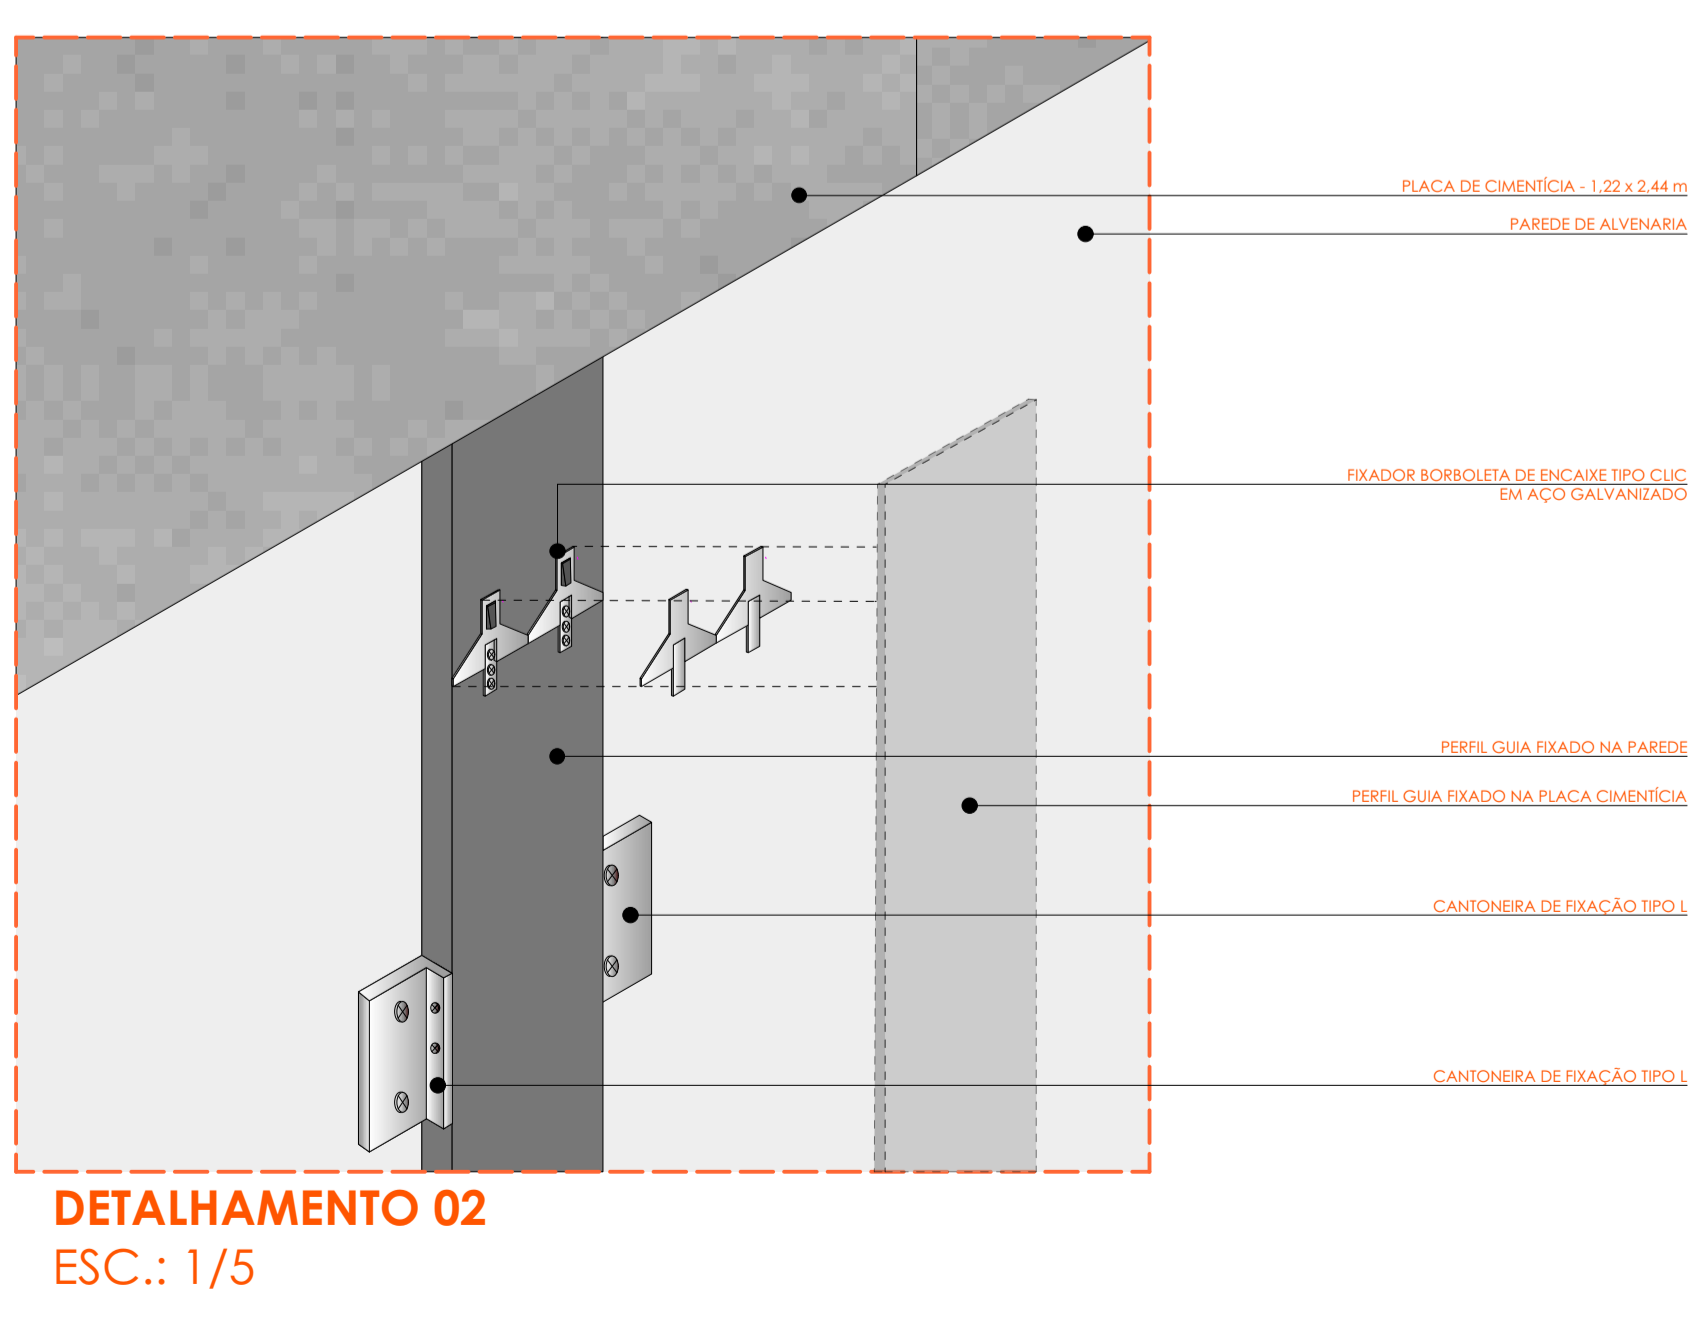 PLACA DE CIMENTÍCIA - 1,22 x 2,44 m
PAREDE DE ALVENARIA
FIXADOR BORBOLETA DE ENCAIXE TIPO CLIC
EM AÇO GALVANIZADO
PERFIL GUIA FIXADO NA PAREDE
PERFIL GUIA FIXADO NA PLACA CIMENTÍCIA
CANTONEIRA DE FIXAÇÃO TIPO L
CANTONEIRA DE FIXAÇÃO TIPO L
DETALHAMENTO 02
ESC.: 1/5